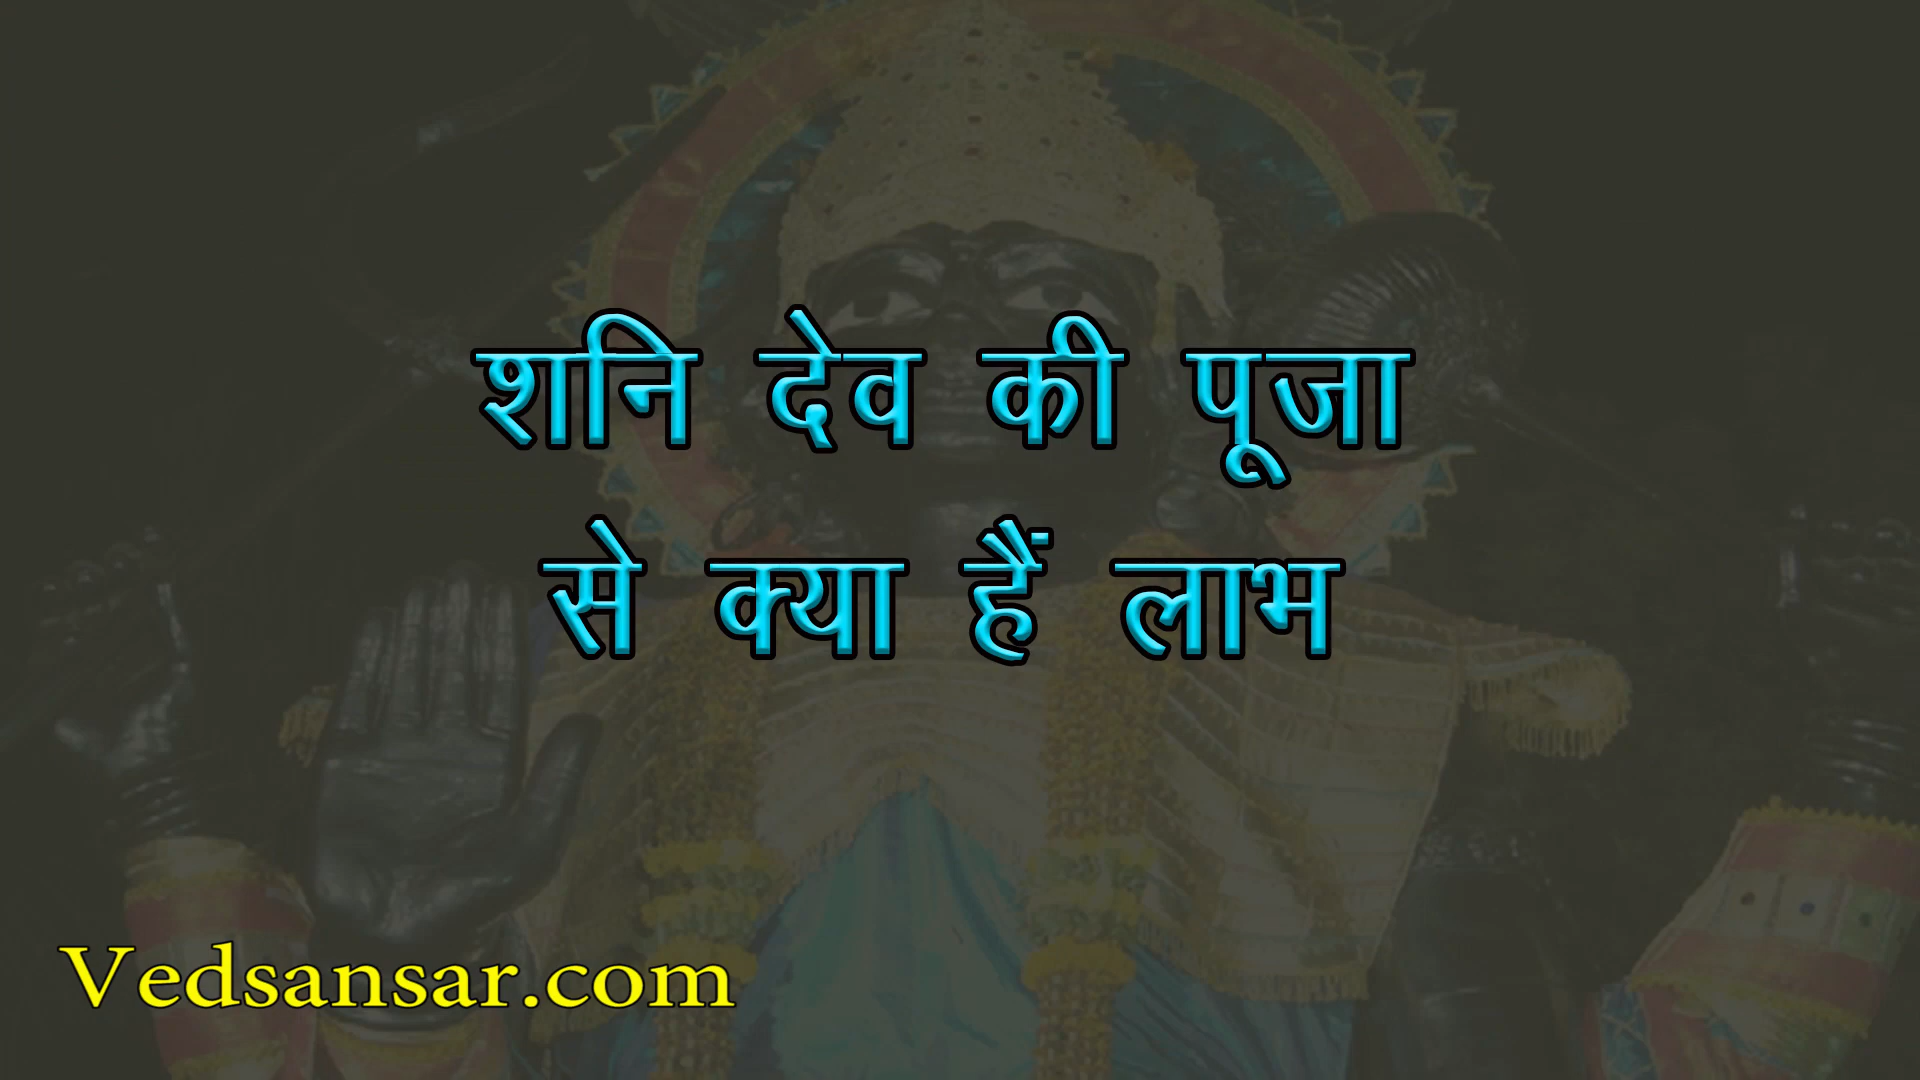 शनि देव की पूजा
से क्या हैं लाभ
Vedsansar.com